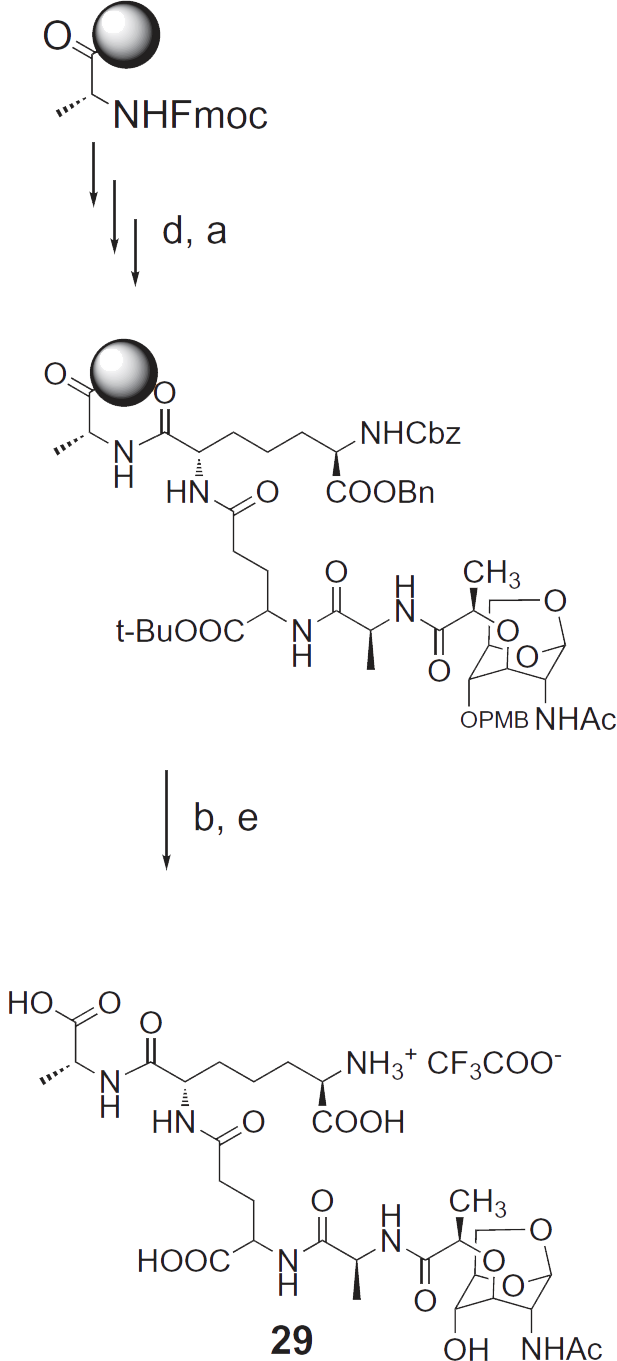 O
NHFmoc
d, a
O
O
N
H
NHCbz
HN
O
COOBn
O
H
N
CH₃
O
t-BuOOC
N
H
O
O
O
OPMB
NHAc
b, e
HO
O
O
N
H
NH₃⁺ CF₃COO⁻
HN
O
COOH
O
H
N
CH₃
O
HOOC
N
H
O
O
O
OH
NHAc
29